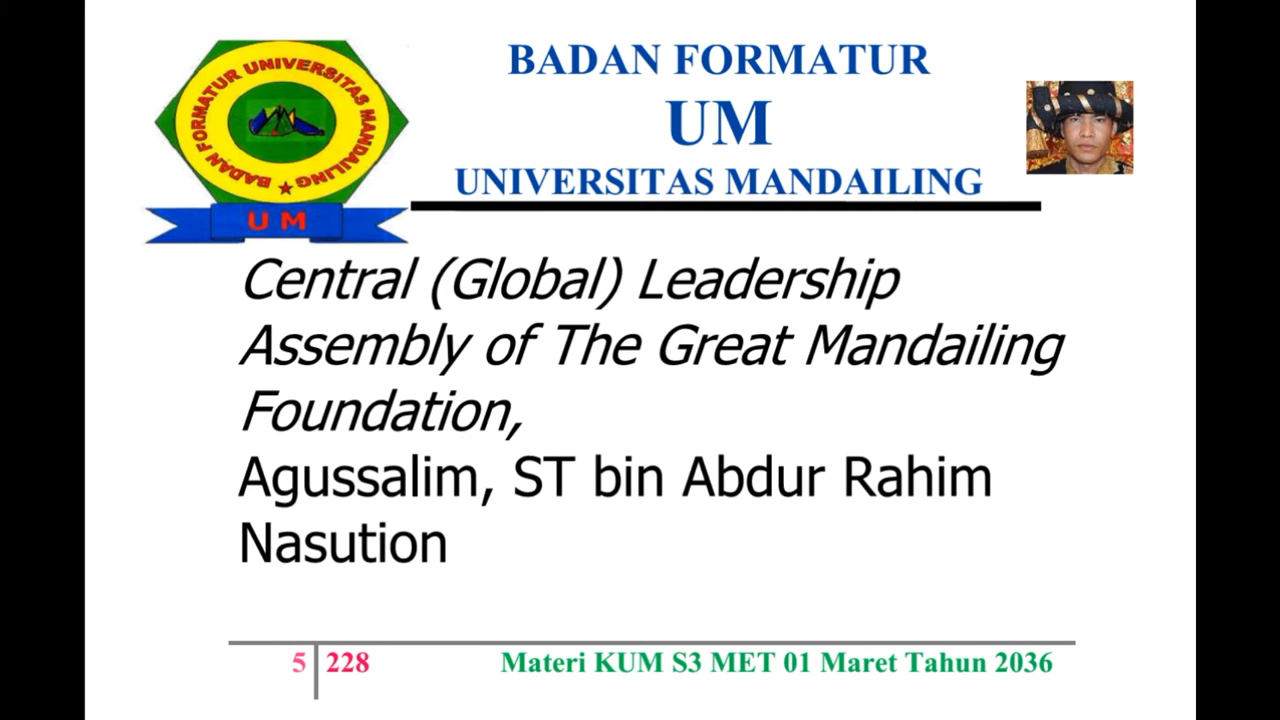 BADAN FORMATUR UNIVERSITAS MANDAILING
U M
BADAN FORMATUR
UM
UNIVERSITAS MANDAILING
Central (Global) Leadership
Assembly of The Great Mandailing
Foundation,
Agussalim, ST bin Abdur Rahim
Nasution
5 228 Materi KUM S3 MET 01 Maret Tahun 2036